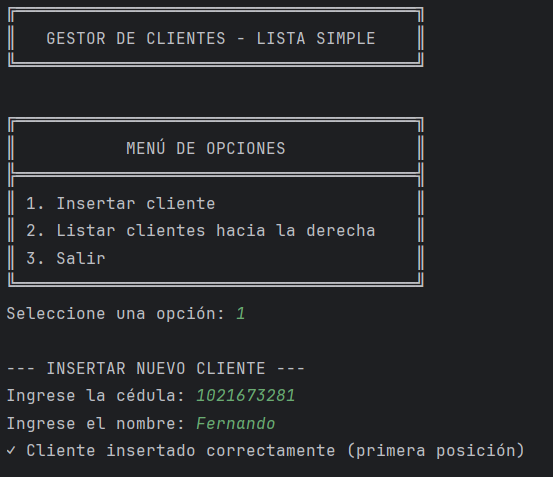 GESTOR DE CLIENTES - LISTA SIMPLE
MENÚ DE OPCIONES
1. Insertar cliente
2. Listar clientes hacia la derecha
3. Salir
Seleccione una opción: 1
--- INSERTAR NUEVO CLIENTE ---
Ingrese la cédula: 1021673281
Ingrese el nombre: Fernando
✓ Cliente insertado correctamente (primera posición)